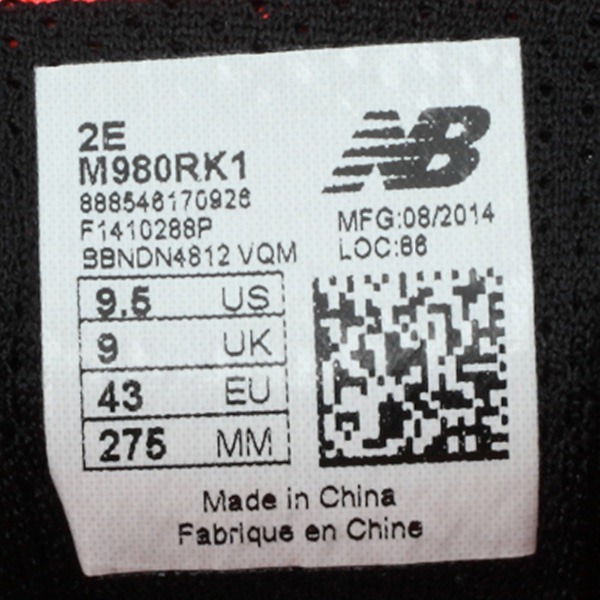 2E
M980RK1
888546170926
F1410288P
BBNDN4812 VQM
NB
MFG:08/2014
LOC:86
9.5 US
9 UK
43 EU
275 MM
Made in China
Fabrique en Chine